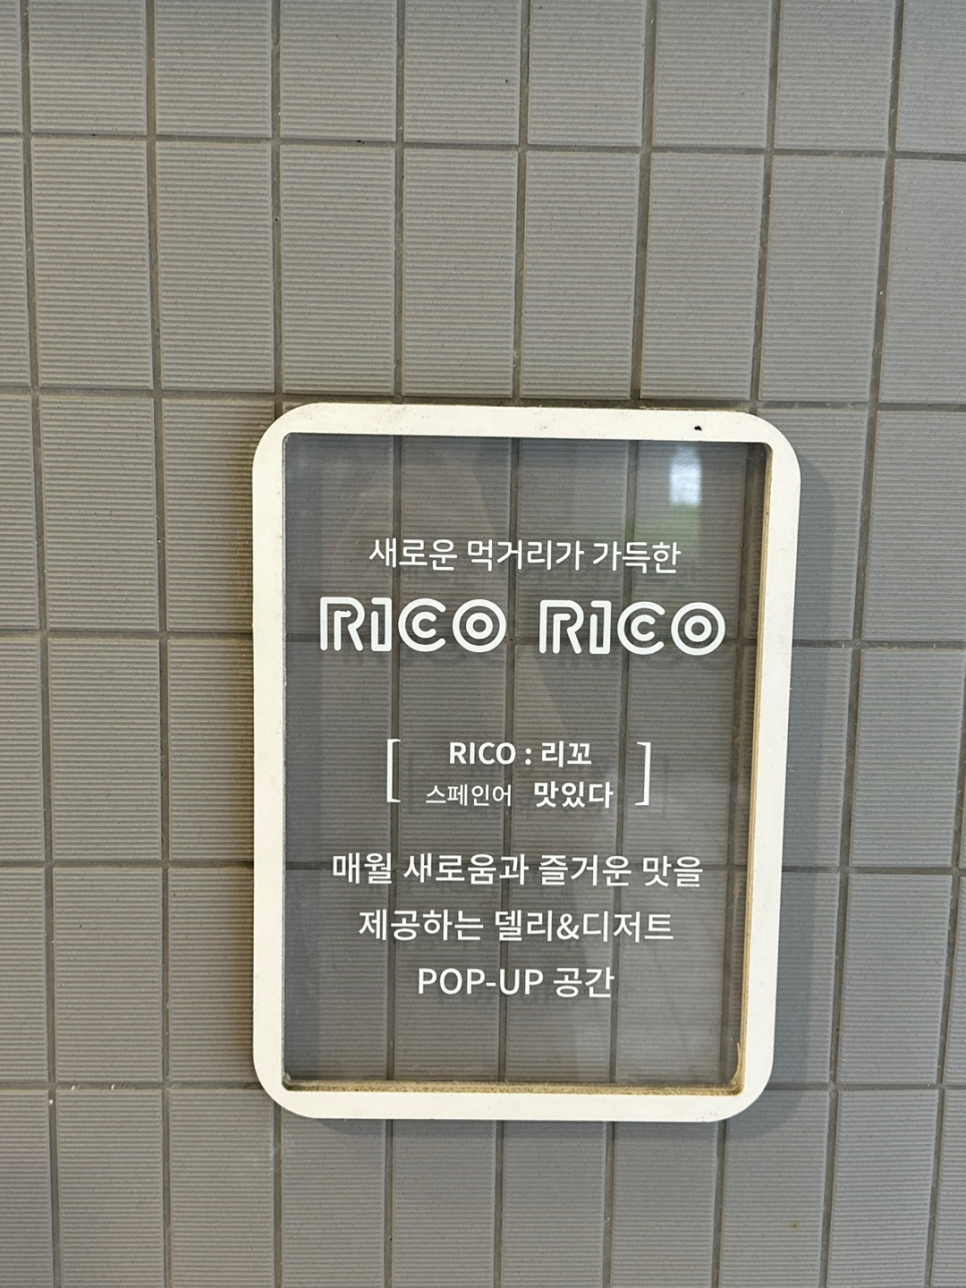 새로운 먹거리가 가득한
RICO RICO
[ RICO : 리꼬
스페인어 맛있다 ]
매월 새로움과 즐거운 맛을
제공하는 델리&디저트
POP-UP 공간